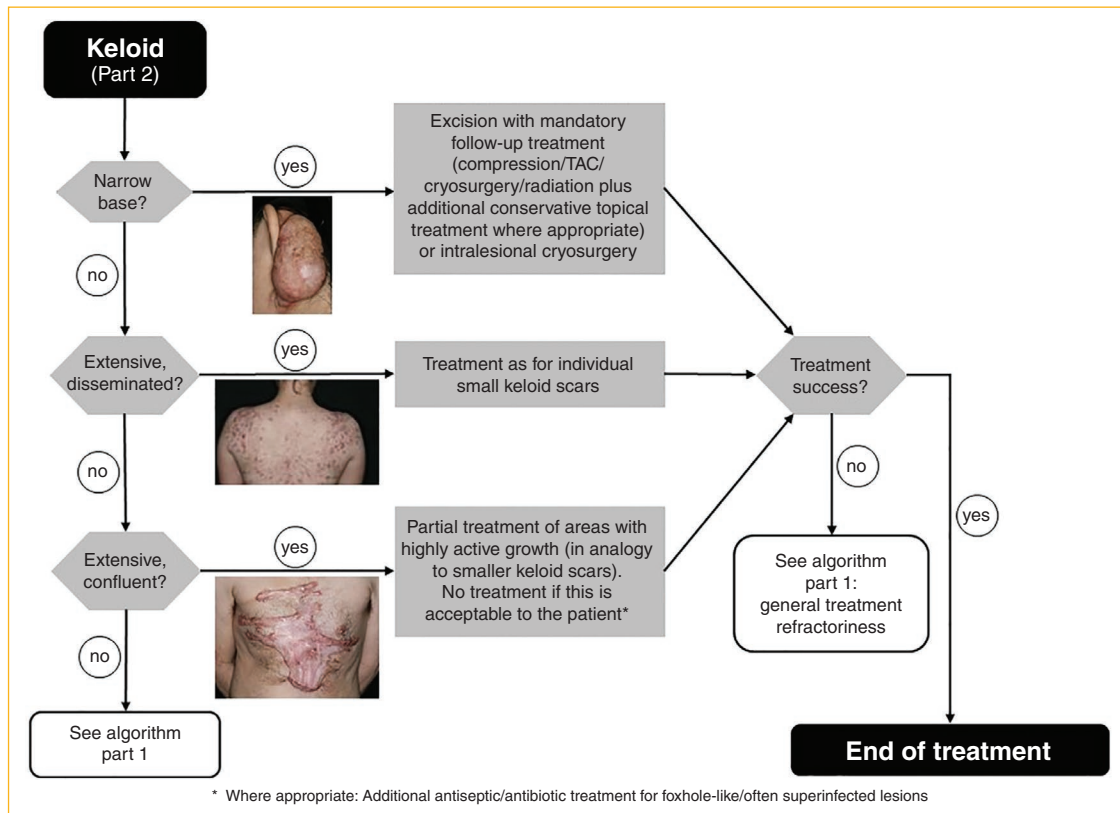 Keloid
(Part 2)
Narrow
base?
yes
Excision with mandatory
follow-up treatment
(compression/TAC/
cryosurgery/radiation plus
additional conservative topical
treatment where appropriate)
or intralesional cryosurgery
no
Extensive,
disseminated?
yes
Treatment as for individual
small keloid scars
Treatment
success?
no
no
yes
Extensive,
confluent?
yes
Partial treatment of areas with
highly active growth (in analogy
to smaller keloid scars).
No treatment if this is
acceptable to the patient*
See algorithm
part 1:
general treatment
refractoriness
no
See algorithm
part 1
End of treatment
* Where appropriate: Additional antiseptic/antibiotic treatment for foxhole-like/often superinfected lesions